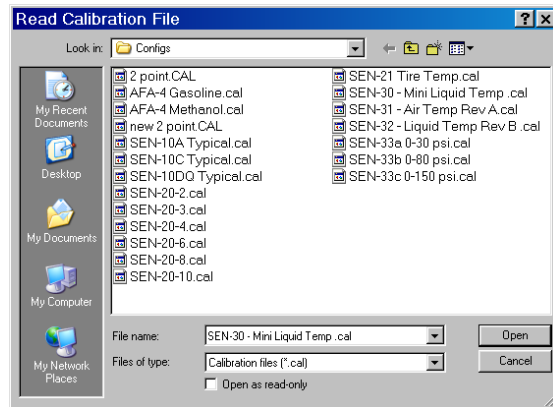 Read Calibration File
Look in:
Configs
My Recent
Documents
Desktop
My Documents
My Computer
My Network
Places
2 point.CAL
AFA-4 Gasoline.cal
AFA-4 Methanol.cal
new 2 point.CAL
SEN-10A Typical.cal
SEN-10C Typical.cal
SEN-10DQ Typical.cal
SEN-20-2.cal
SEN-20-3.cal
SEN-20-4.cal
SEN-20-6.cal
SEN-20-8.cal
SEN-20-10.cal
SEN-21 Tire Temp.cal
SEN-30 - Mini Liquid Temp .cal
SEN-31 - Air Temp Rev A.cal
SEN-32 - Liquid Temp Rev B .cal
SEN-33a 0-30 psi.cal
SEN-33b 0-80 psi.cal
SEN-33c 0-150 psi.cal
File name:
SEN-30 - Mini Liquid Temp .cal
Open
Files of type:
Calibration files (*.cal)
Cancel
Open as read-only